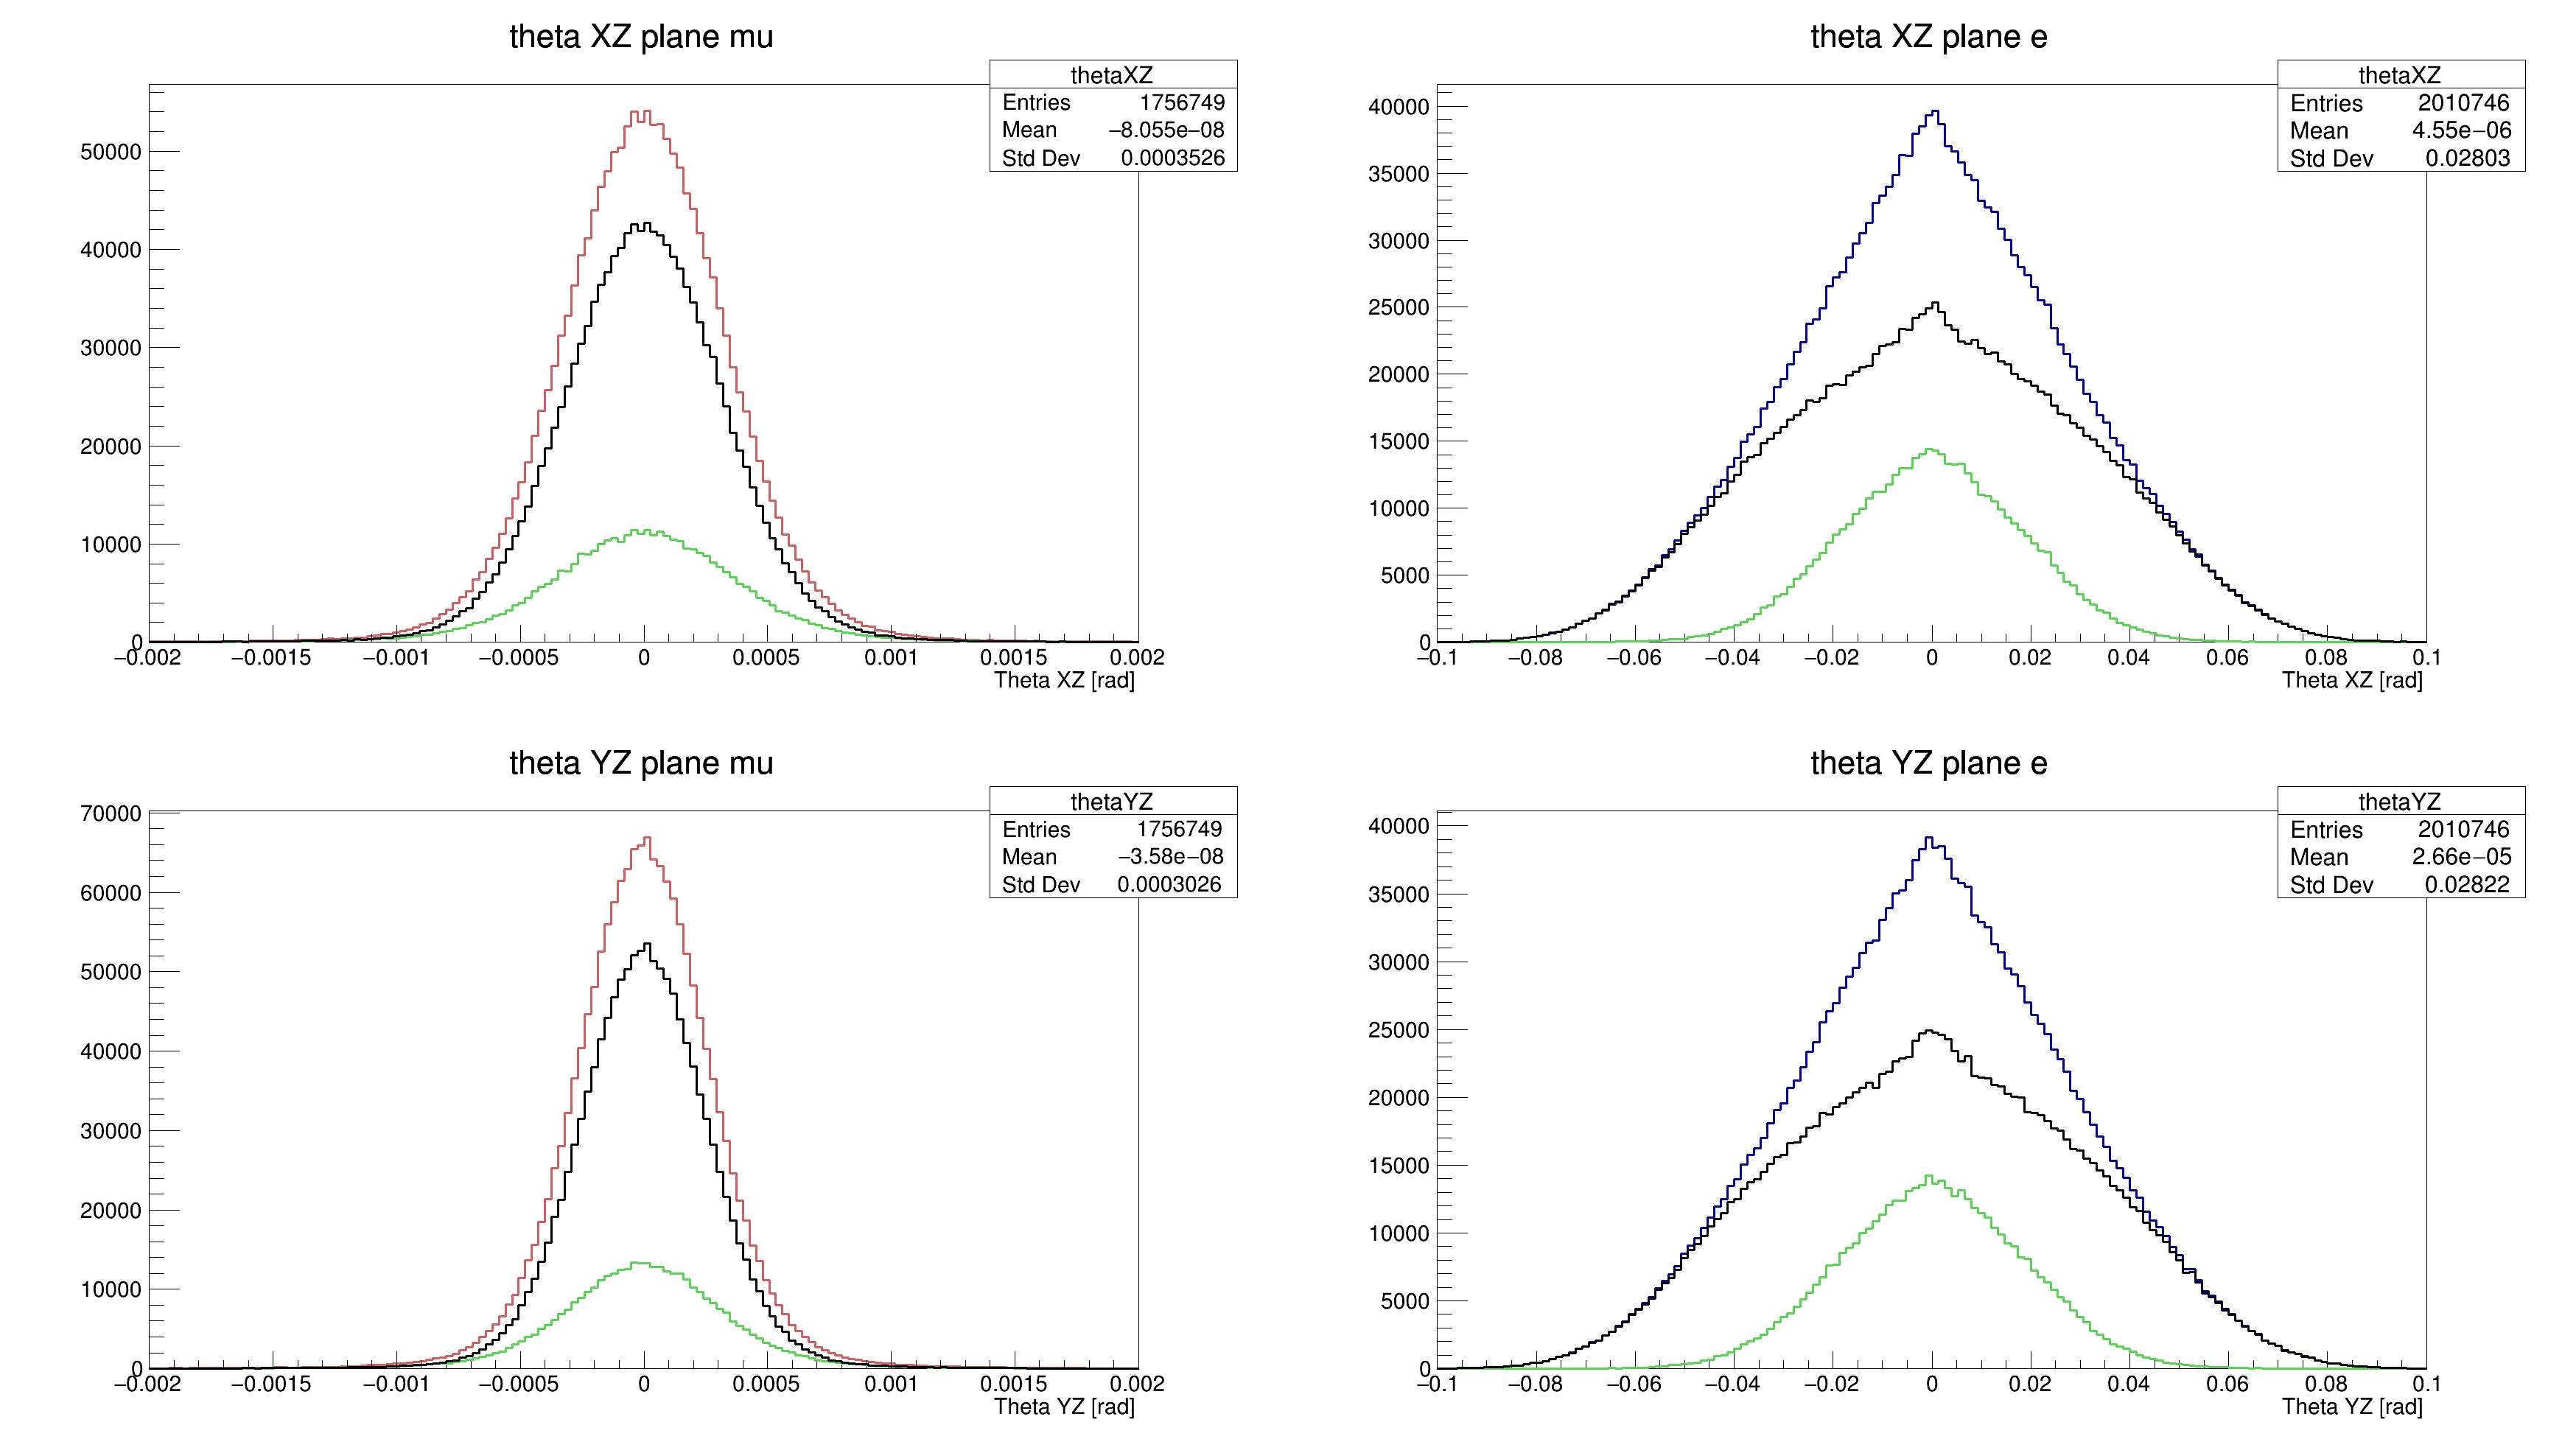 theta XZ plane mu
thetaXZ
Entries 1756749
Mean −8.055e−08
Std Dev 0.0003526
50000
40000
30000
20000
10000
0
−0.002 −0.0015 −0.001 −0.0005 0 0.0005 0.001 0.0015 0.002
Theta XZ [rad]
theta XZ plane e
thetaXZ
Entries 2010746
Mean 4.55e−06
Std Dev 0.02803
40000
35000
30000
25000
20000
15000
10000
5000
0
−0.1 −0.08 −0.06 −0.04 −0.02 0 0.02 0.04 0.06 0.08 0.1
Theta XZ [rad]
theta YZ plane mu
thetaYZ
Entries 1756749
Mean −3.58e−08
Std Dev 0.0003026
70000
60000
50000
40000
30000
20000
10000
0
−0.002 −0.0015 −0.001 −0.0005 0 0.0005 0.001 0.0015 0.002
Theta YZ [rad]
theta YZ plane e
thetaYZ
Entries 2010746
Mean 2.66e−05
Std Dev 0.02822
40000
35000
30000
25000
20000
15000
10000
5000
0
−0.1 −0.08 −0.06 −0.04 −0.02 0 0.02 0.04 0.06 0.08 0.1
Theta YZ [rad]